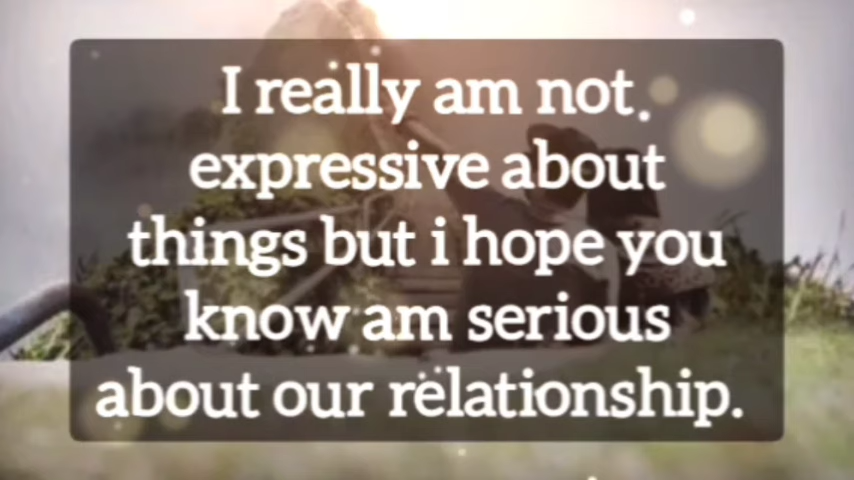 I really am not
expressive about
things but i hope you
know am serious
about our relationship.